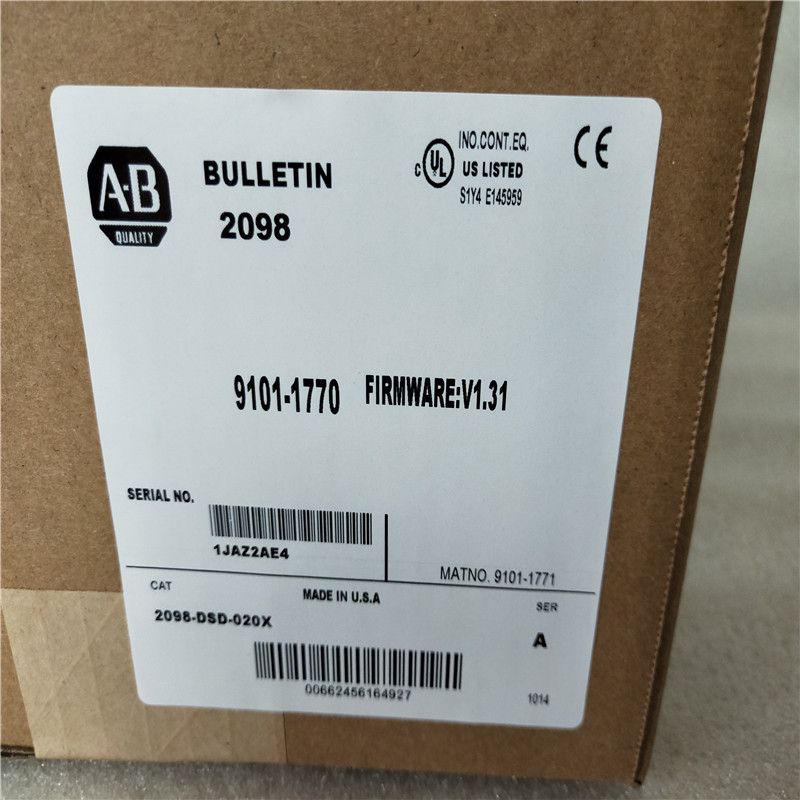 A-B
QUALITY
BULLETIN
2098
c UL US LISTED
INO.CONT.EQ.
S1Y4 E145959
CE
9101-1770 FIRMWARE:V1.31
SERIAL NO.
1JAZ2AE4
MATNO. 9101-1771
CAT
MADE IN U.S.A
SER
2098-DSD-020X
A
00662456164927
1014